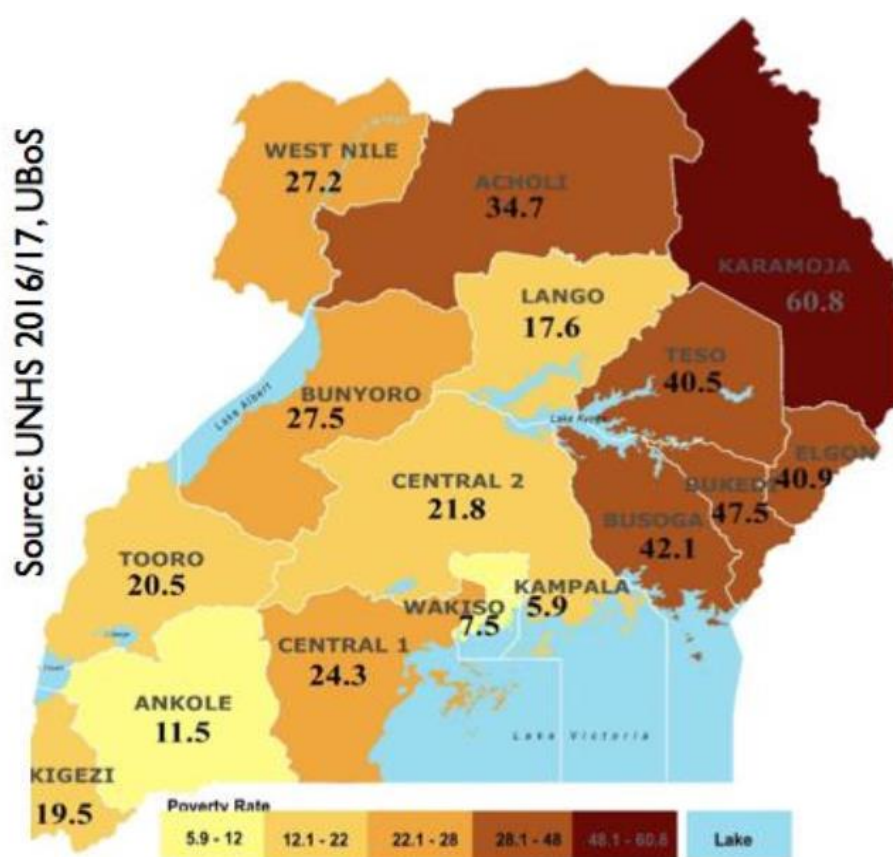 Source: UNHS 2016/17, UBoS
WEST NILE
27.2
ACHOLI
34.7
KARAMOJA
60.8
LANGO
17.6
TESO
40.5
Lake Albert
BUNYORO
27.5
ELGON
40.9
BUKEDI
47.5
CENTRAL 2
21.8
BUSOGA
42.1
TOORO
20.5
KAMPALA
5.9
WAKISO
7.5
CENTRAL 1
24.3
ANKOLE
11.5
Lake Victoria
KIGEZI
19.5
Poverty Rate
5.9 - 12
12.1 - 22
22.1 - 28
28.1 - 48
48.1 - 60.8
Lake